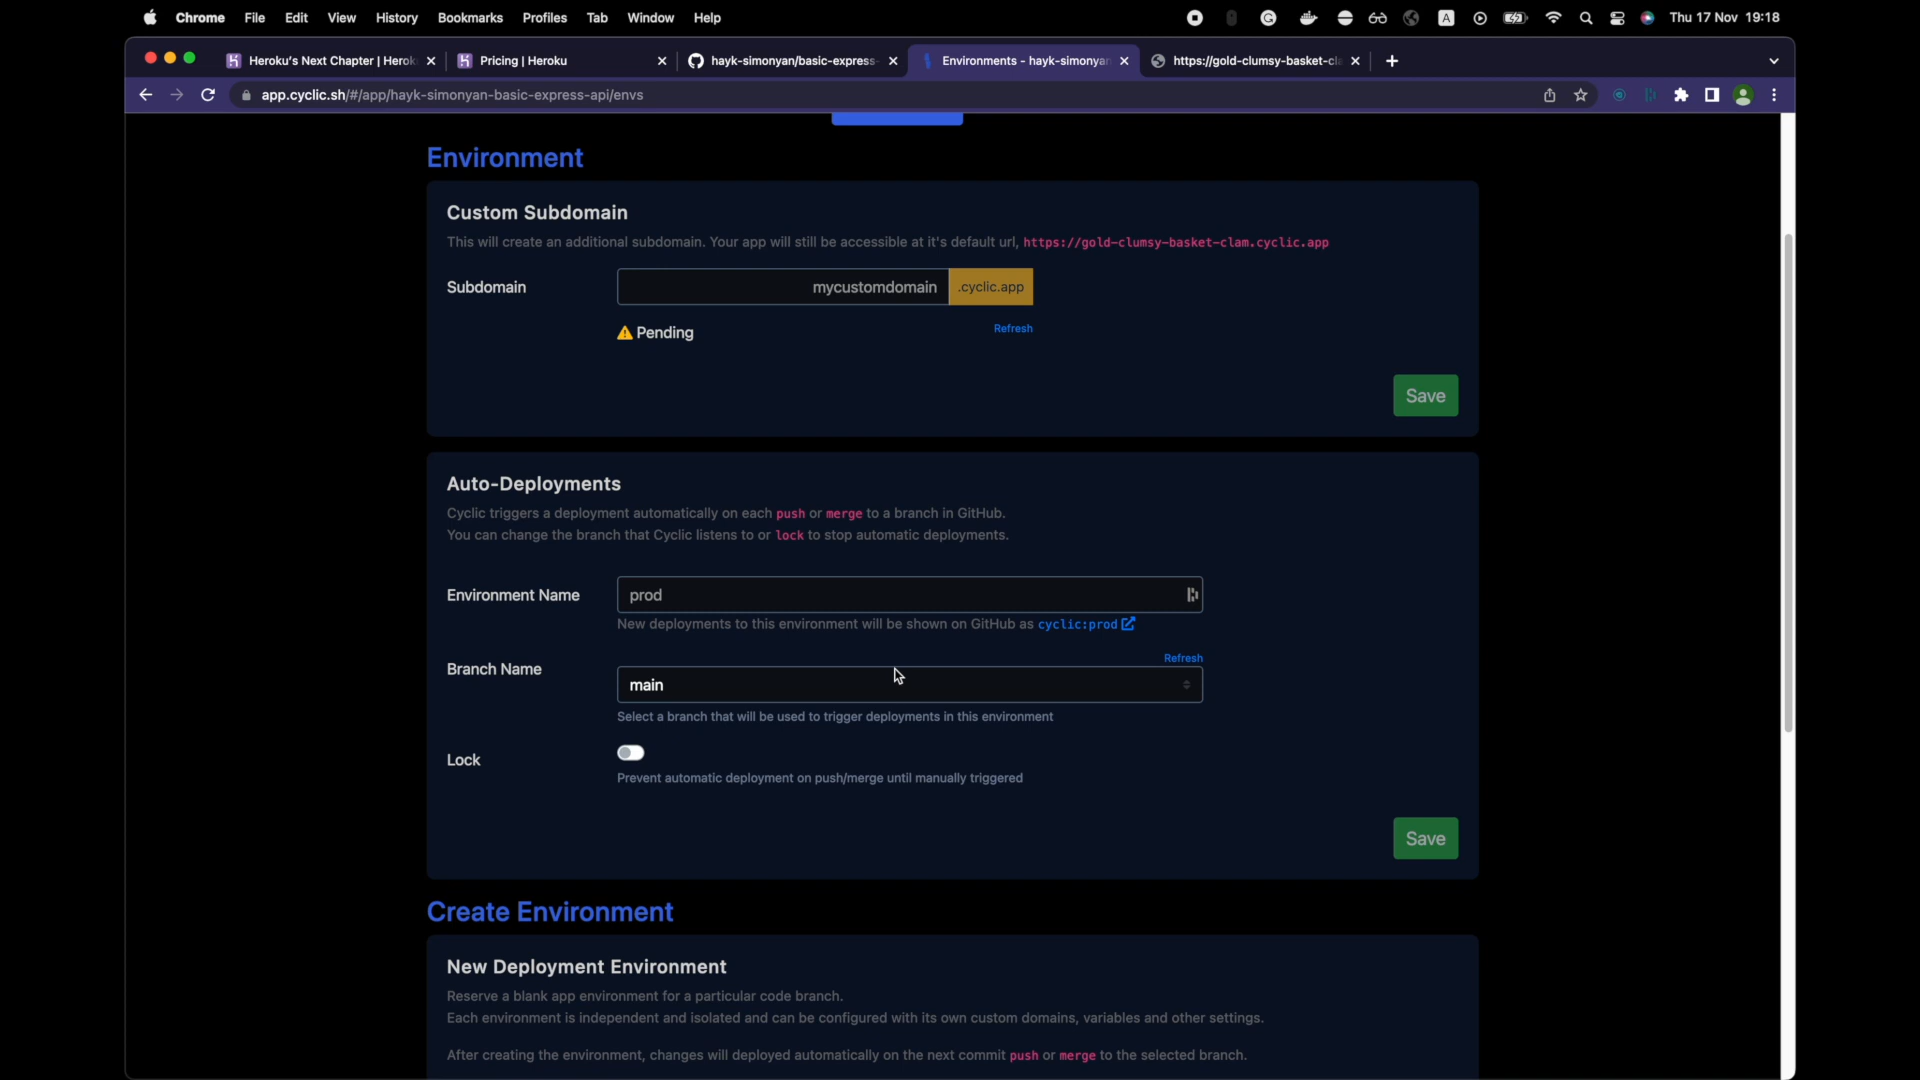 Chrome File Edit View History Bookmarks Profiles Tab Window Help
A
Thu 17 Nov 19:18
Heroku's Next Chapter | Herok
Pricing | Heroku
hayk-simonyan/basic-express-
Environments - hayk-simonyan
https://gold-clumsy-basket-cla
app.cyclic.sh/#/app/hayk-simonyan-basic-express-api/envs
Environment
Custom Subdomain
This will create an additional subdomain. Your app will still be accessible at it's default url, https://gold-clumsy-basket-clam.cyclic.app
Subdomain
mycustomdomain .cyclic.app
Pending
Refresh
Save
Auto-Deployments
Cyclic triggers a deployment automatically on each push or merge to a branch in GitHub.
You can change the branch that Cyclic listens to or lock to stop automatic deployments.
Environment Name
prod
New deployments to this environment will be shown on GitHub as cyclic:prod
Refresh
Branch Name
main
Select a branch that will be used to trigger deployments in this environment
Lock
Prevent automatic deployment on push/merge until manually triggered
Save
Create Environment
New Deployment Environment
Reserve a blank app environment for a particular code branch.
Each environment is independent and isolated and can be configured with its own custom domains, variables and other settings.
After creating the environment, changes will deployed automatically on the next commit push or merge to the selected branch.